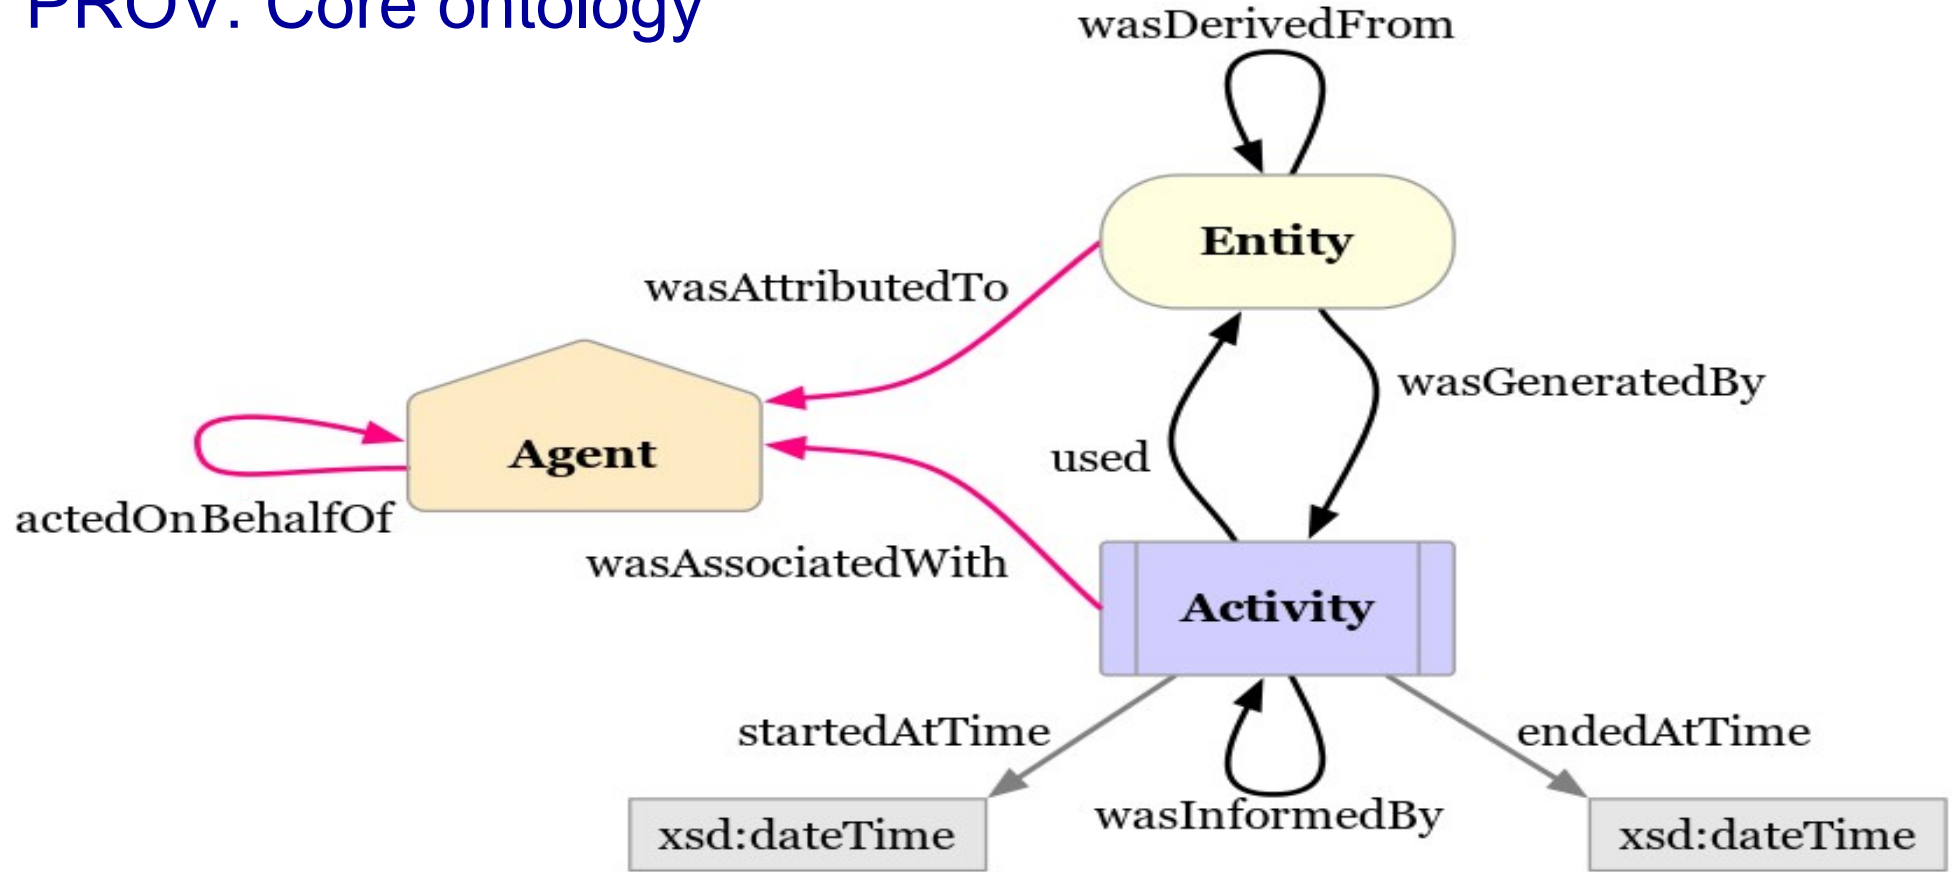 PROV: Core ontology
wasDerivedFrom
Entity
wasAttributedTo
wasGeneratedBy
used
Agent
actedOnBehalfOf
wasAssociatedWith
Activity
startedAtTime
endedAtTime
wasInformedBy
xsd:dateTime
xsd:dateTime